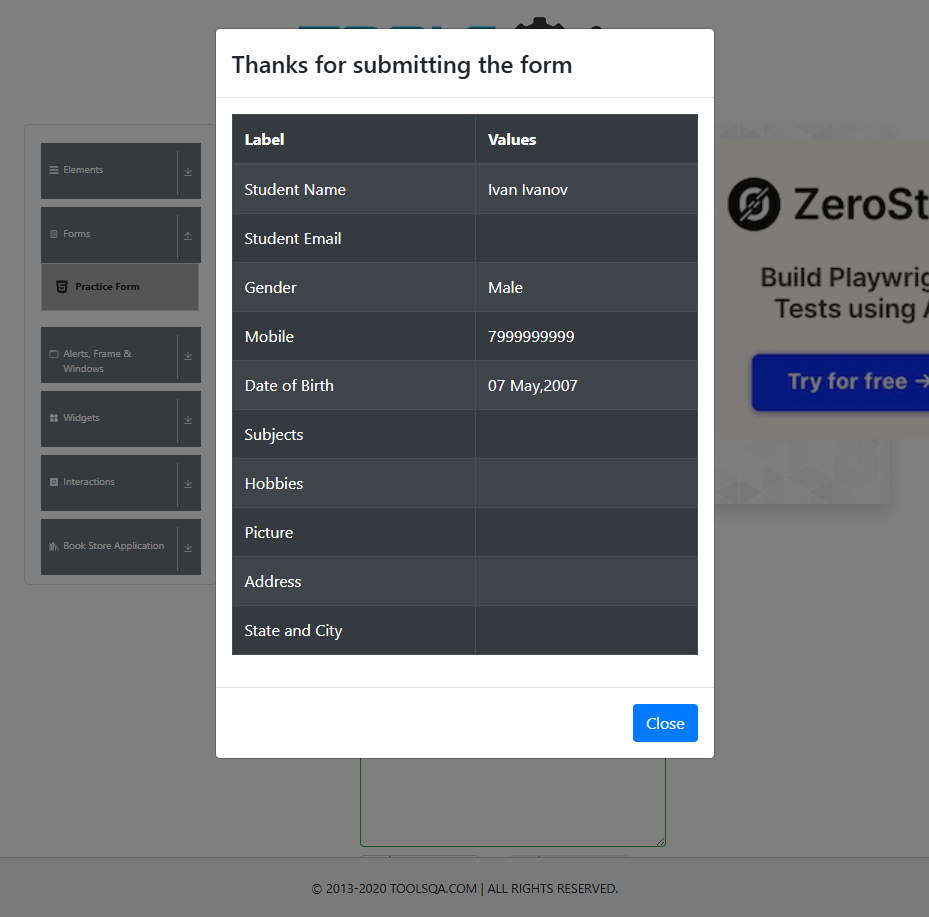 Thanks for submitting the form
Label Values
Student Name Ivan Ivanov
Student Email
Gender Male
Mobile 7999999999
Date of Birth 07 May,2007
Subjects
Hobbies
Picture
Address
State and City
Close
Elements
Forms
Practice Form
Alerts, Frame &
Windows
Widgets
Interactions
Book Store Application
Build
Tests using
Try for free →
© 2013-2020 TOOLSQA.COM | ALL RIGHTS RESERVED.